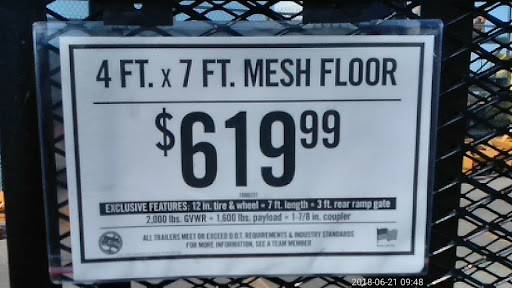 4 FT. x 7 FT. MESH FLOOR
$619.99
EXCLUSIVE FEATURES: 12 in. tire & wheel • 7 ft. length • 3 ft. rear ramp gate
2,000 lbs. GVWR • 1,600 lbs. payload • 1-7/8 in. coupler
ALL TRAILERS MEET OR EXCEED D.O.T. REQUIREMENTS & INDUSTRY STANDARDS
FOR MORE INFORMATION, SEE A TEAM MEMBER
2018-06-21 09:48